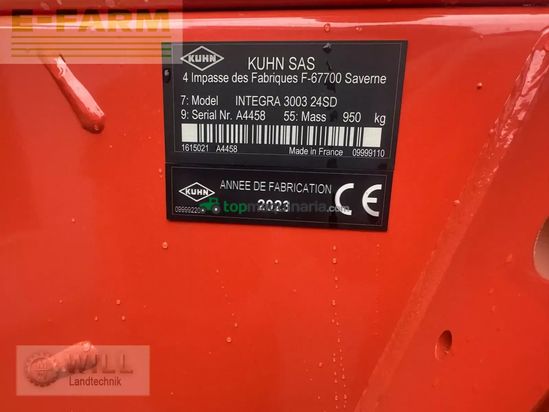 E-FARM
KUHN
KUHN SAS
4 Impasse des Fabriques F-67700 Saverne
7: Model INTEGRA 3003 24SD
9: Serial Nr. A4458 55: Mass 950 kg
1615021 A4458 Made in France 09999110
KUHN
ANNEE DE FABRICATION
2023
CE
topmaquinaria.com
WILL
Landtechnik